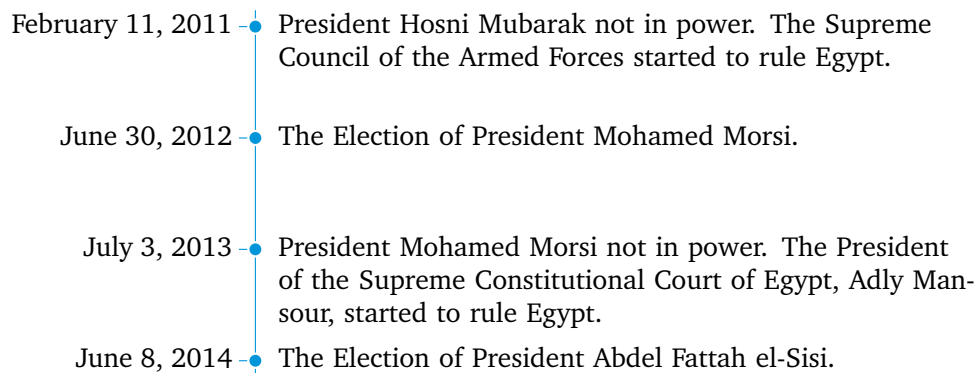 February 11, 2011 President Hosni Mubarak not in power. The Supreme
Council of the Armed Forces started to rule Egypt.
June 30, 2012 The Election of President Mohamed Morsi.
July 3, 2013 President Mohamed Morsi not in power. The President
of the Supreme Constitutional Court of Egypt, Adly Man-
sour, started to rule Egypt.
June 8, 2014 The Election of President Abdel Fattah el-Sisi.